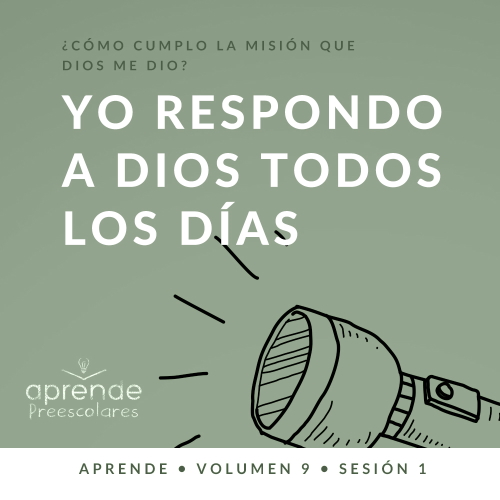 ¿CÓMO CUMPLO LA MISIÓN QUE
DIOS ME DIO?
YO RESPONDO
A DIOS TODOS
LOS DÍAS
aprende
Preescolares
APRENDE • VOLUMEN 9 • SESIÓN 1